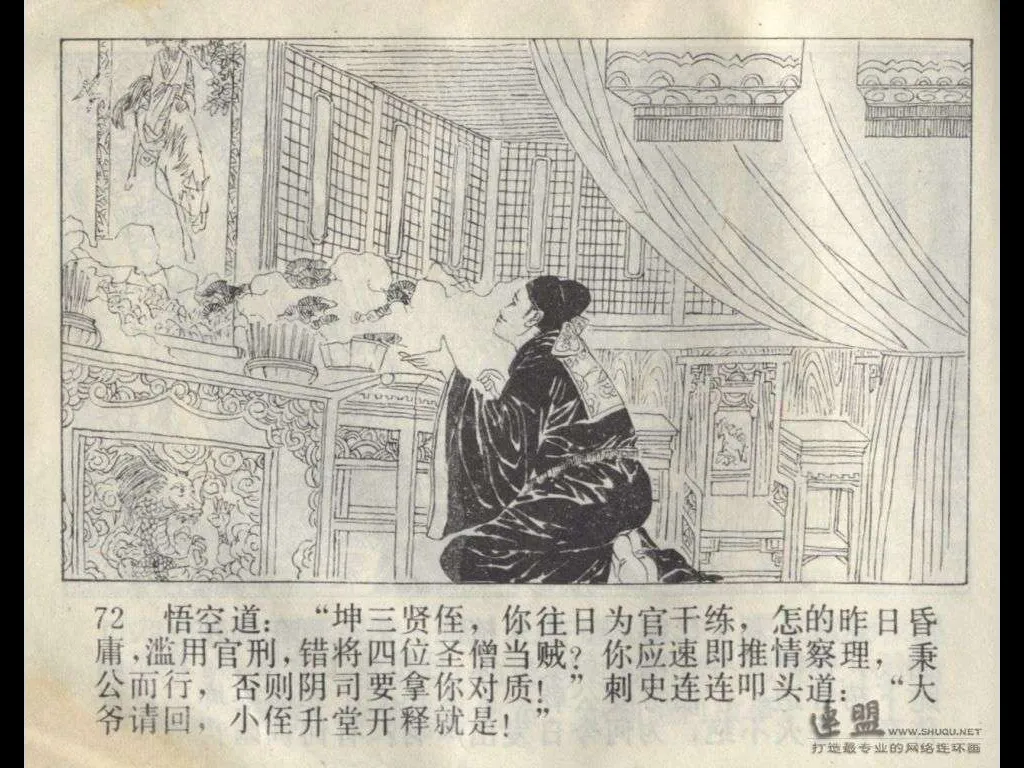 72 悟空道：“坤三贤侄，你往日为官干练，怎的昨日昏
庸，滥用官刑，错将四位圣僧当贼？你应速即推情察理，秉
公而行，否则阴司要拿你对质！”刺史连连叩头道：“大
爷请回，小侄升堂开释就是！”
连盟 WWW.SHUQU.NET
打造最专业的网络连环画